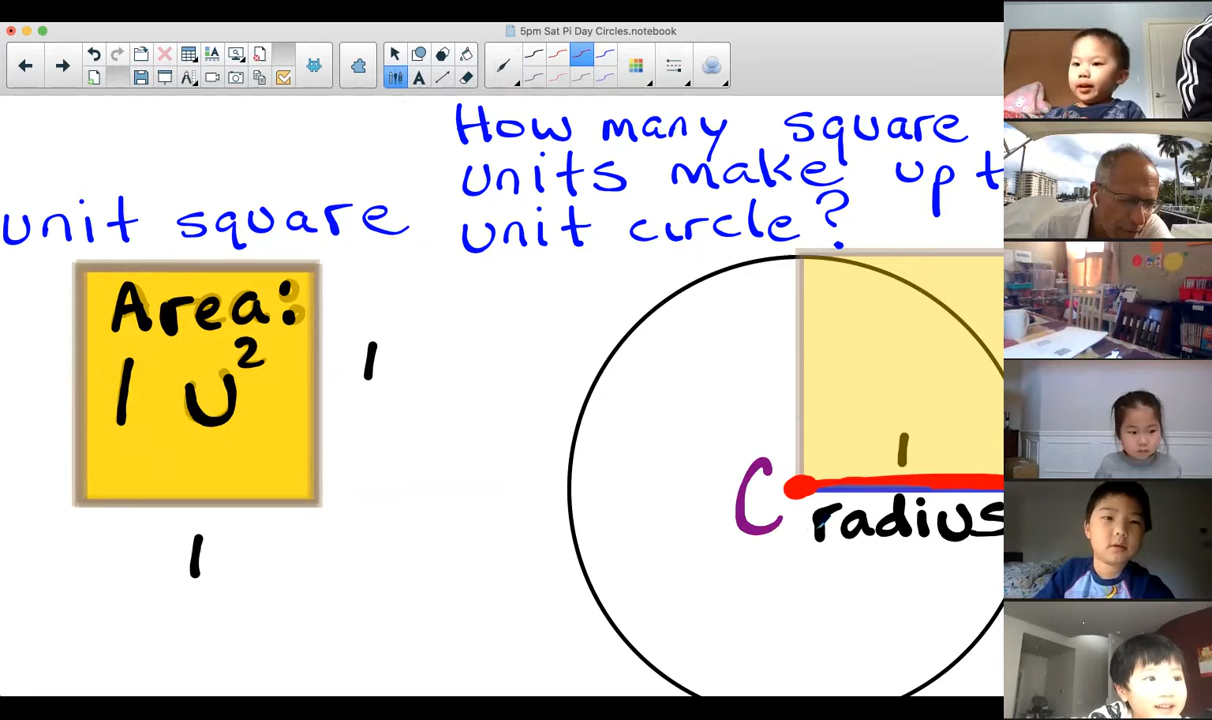 5pm Sat Pi Day Circles.notebook
How many square
units make up t
unit circle?
unit square
Area:
1 u²
1
1
1
C
radius